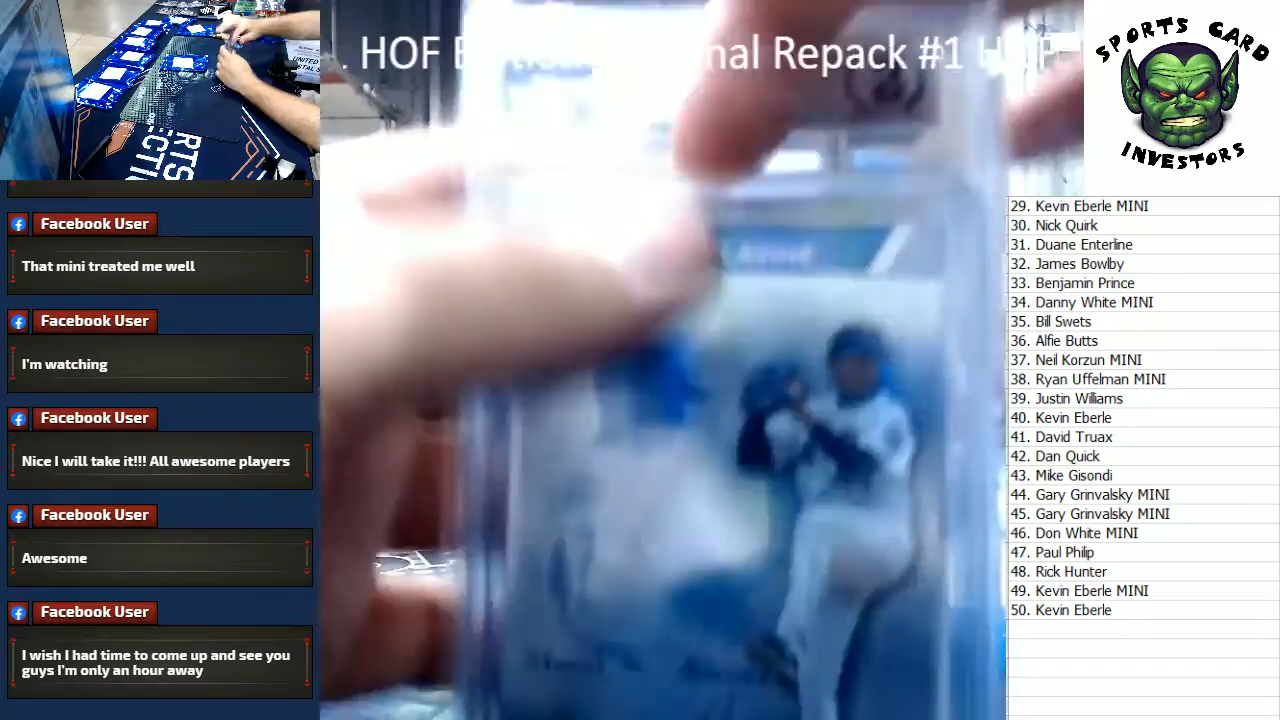 . HOF E nal Repack #1 HOF
SPORTS CARD
INVESTORS
RTS
ECTI
Facebook User
That mini treated me well
Facebook User
I'm watching
Facebook User
Nice I will take it!!! All awesome players
Facebook User
Awesome
Facebook User
I wish I had time to come up and see you
guys I'm only an hour away
29. Kevin Eberle MINI
30. Nick Quirk
31. Duane Enterline
32. James Bowlby
33. Benjamin Prince
34. Danny White MINI
35. Bill Swets
36. Alfie Butts
37. Neil Korzun MINI
38. Ryan Uffelman MINI
39. Justin Williams
40. Kevin Eberle
41. David Truax
42. Dan Quick
43. Mike Gisondi
44. Gary Grinvalsky MINI
45. Gary Grinvalsky MINI
46. Don White MINI
47. Paul Philp
48. Rick Hunter
49. Kevin Eberle MINI
50. Kevin Eberle